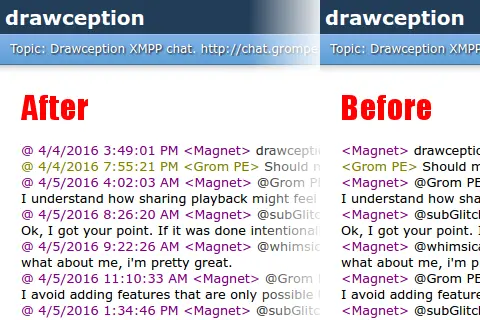 drawception
Topic: Drawception XMPP chat. http://chat.grompe
After
@ 4/4/2016 3:49:01 PM <Magnet> drawceptio
@ 4/4/2016 7:55:21 PM <Grom PE> Should m
@ 4/5/2016 4:02:03 AM <Magnet> @Grom P
I understand how sharing playback might feel
@ 4/5/2016 8:26:20 AM <Magnet> @subGlitc
Ok, I got your point. If it was done intentional
@ 4/5/2016 9:22:26 AM <Magnet> @whimsic
what about me, i'm pretty great.
@ 4/5/2016 11:10:33 AM <Magnet> @Grom
I avoid adding features that are only possible
@ 4/5/2016 1:34:46 PM <Magnet> @subGlitc
drawception
Topic: Drawception XMPP
Before
<Magnet> drawception
<Grom PE> Should m
<Magnet> @Grom PE
I understand how sha
<Magnet> @subGlitc
Ok, I got your point. I
<Magnet> @whimsica
what about me, i'm p
<Magnet> @Grom PE
I avoid adding feature
<Magnet> @subGlitc